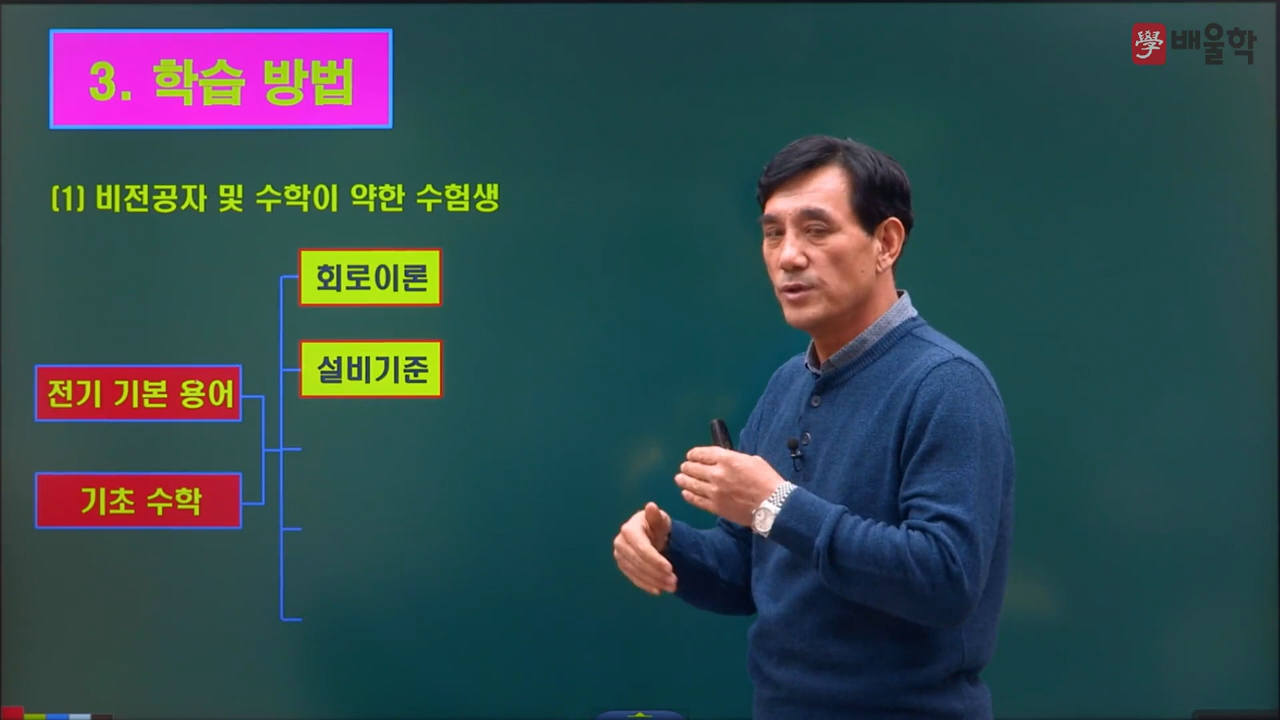 3. 학습 방법
學 배울학
(1) 비전공자 및 수학이 약한 수험생
회로이론
설비기준
전기 기본 용어
기초 수학